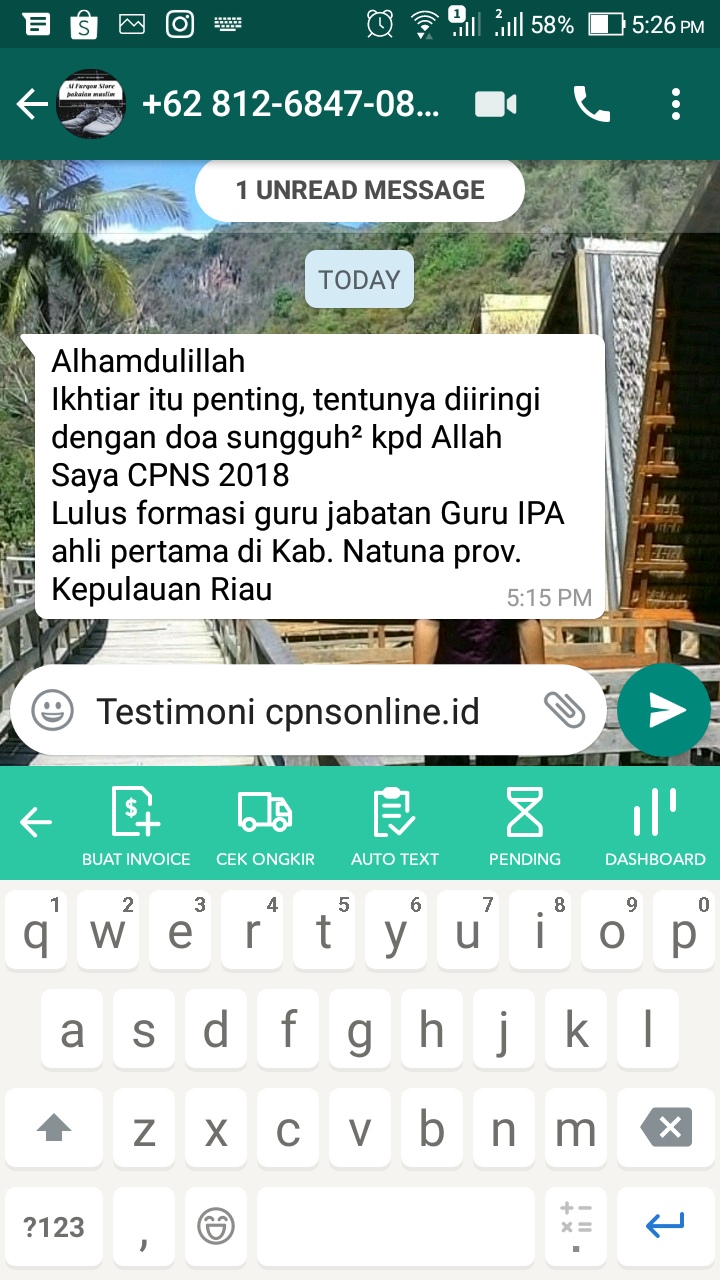 58% 5:26 PM
Al Furqon Store
pakaian muslim
+62 812-6847-08...
1 UNREAD MESSAGE
TODAY
Alhamdulillah
Ikhtiar itu penting, tentunya diiringi
dengan doa sungguh² kpd Allah
Saya CPNS 2018
Lulus formasi guru jabatan Guru IPA
ahli pertama di Kab. Natuna prov.
Kepulauan Riau
5:15 PM
Testimoni cpnsonline.id
BUAT INVOICE CEK ONGKIR AUTO TEXT PENDING DASHBOARD
1 2 3 4 5 6 7 8 9 0
q w e r t y u i o p
a s d f g h j k l
z x c v b n m
?123 , .